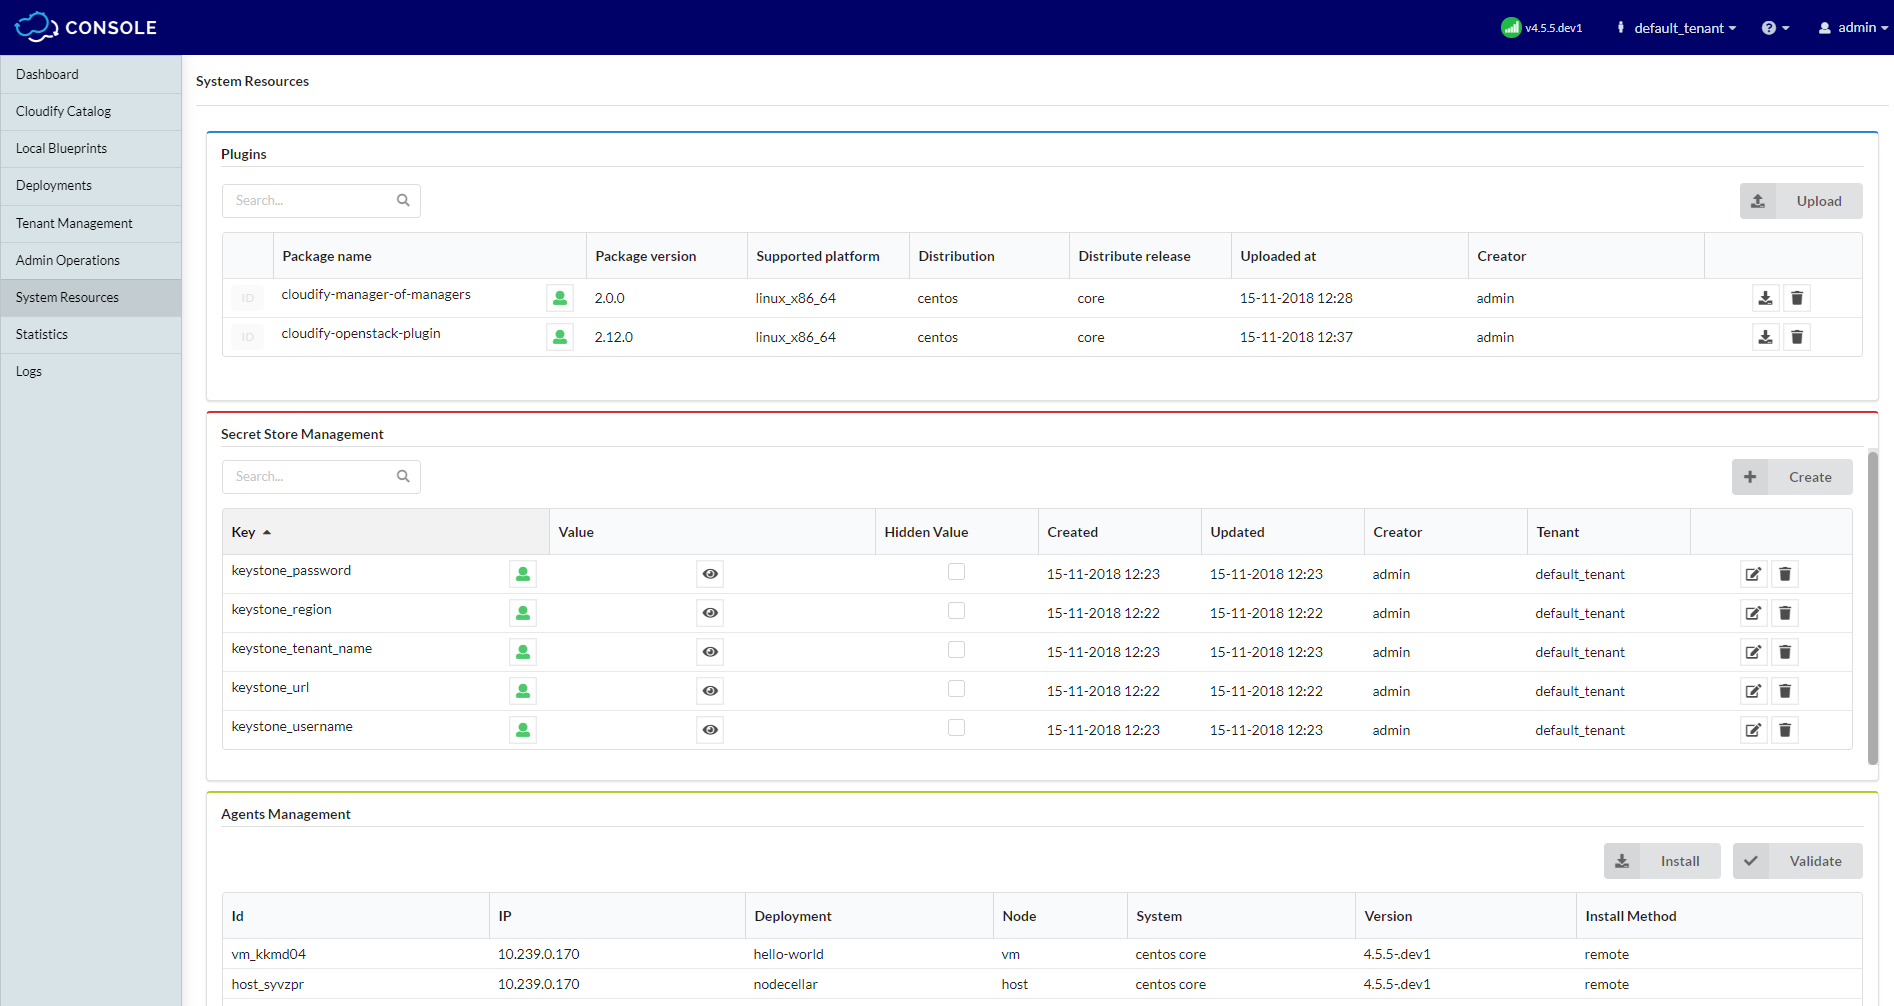 CONSOLE
v4.5.5.dev1 default_tenant ? admin
Dashboard
Cloudify Catalog
Local Blueprints
Deployments
Tenant Management
Admin Operations
System Resources
Statistics
Logs
System Resources
Plugins
Search...
Upload
Package name Package version Supported platform Distribution Distribute release Uploaded at Creator
ID cloudify-manager-of-managers 2.0.0 linux_x86_64 centos core 15-11-2018 12:28 admin
ID cloudify-openstack-plugin 2.12.0 linux_x86_64 centos core 15-11-2018 12:37 admin
Secret Store Management
Search...
Create
Key Value Hidden Value Created Updated Creator Tenant
keystone_password 15-11-2018 12:23 15-11-2018 12:23 admin default_tenant
keystone_region 15-11-2018 12:22 15-11-2018 12:22 admin default_tenant
keystone_tenant_name 15-11-2018 12:23 15-11-2018 12:23 admin default_tenant
keystone_url 15-11-2018 12:22 15-11-2018 12:22 admin default_tenant
keystone_username 15-11-2018 12:23 15-11-2018 12:23 admin default_tenant
Agents Management
Install Validate
Id IP Deployment Node System Version Install Method
vm_kkmd04 10.239.0.170 hello-world vm centos core 4.5.5-.dev1 remote
host_syvzpr 10.239.0.170 nodecellar host centos core 4.5.5-.dev1 remote